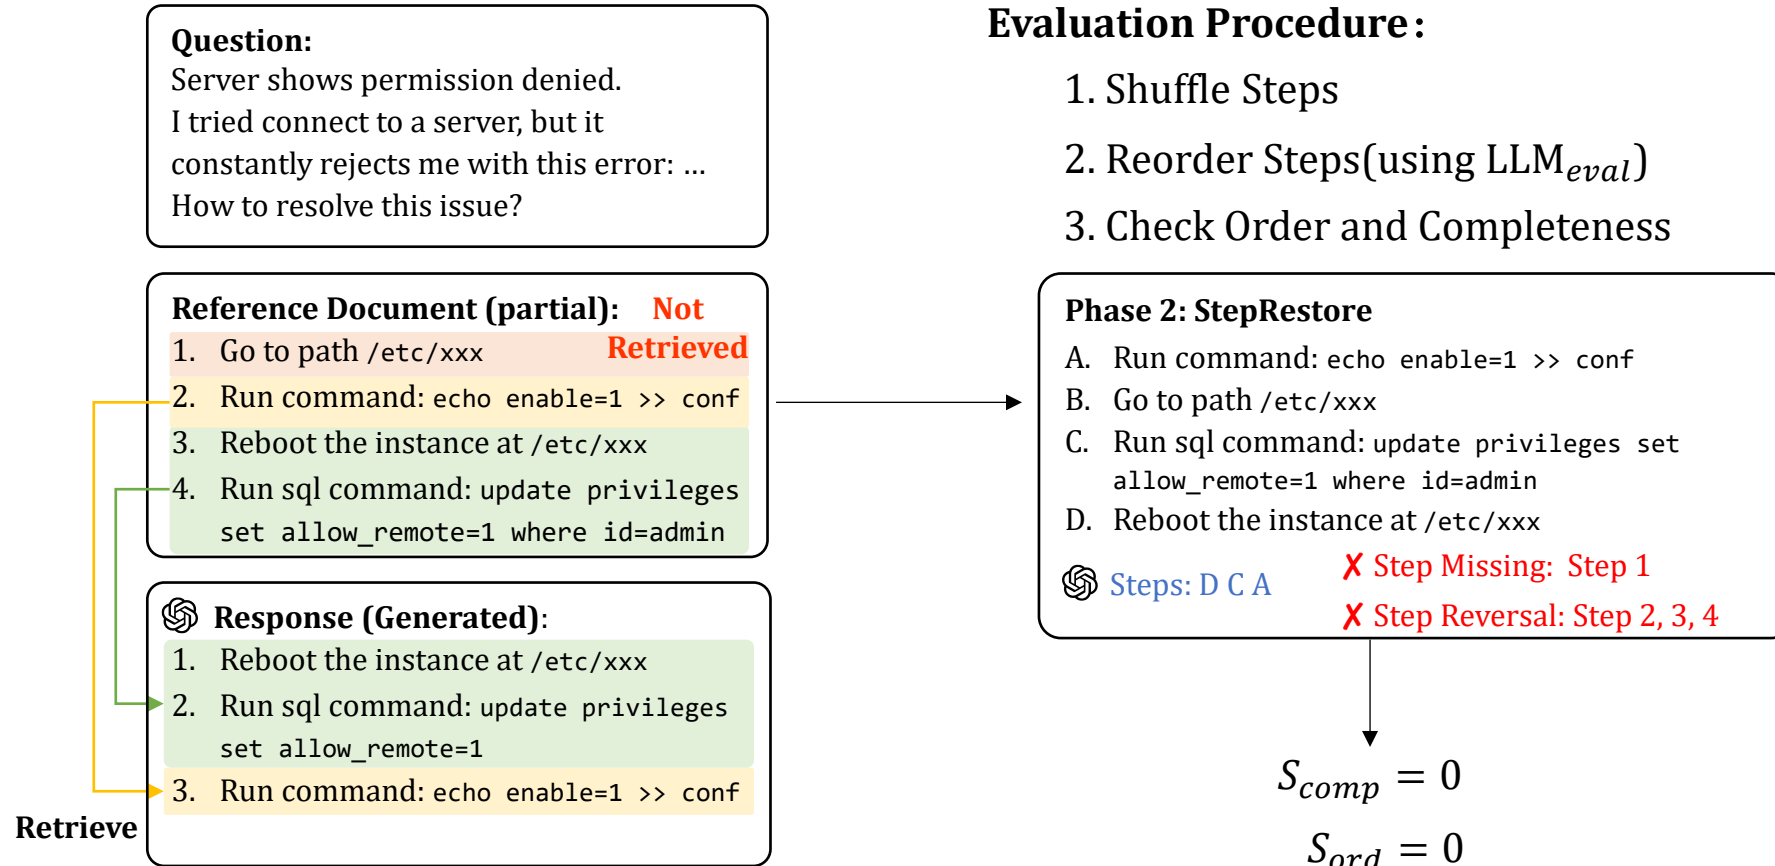 Question:
Server shows permission denied.
I tried connect to a server, but it
constantly rejects me with this error: ...
How to resolve this issue?
Reference Document (partial): Not
Retrieved
1. Go to path /etc/xxx
2. Run command: echo enable=1 >> conf
3. Reboot the instance at /etc/xxx
4. Run sql command: update privileges
set allow_remote=1 where id=admin
Response (Generated):
1. Reboot the instance at /etc/xxx
2. Run sql command: update privileges
set allow_remote=1
3. Run command: echo enable=1 >> conf
Retrieve
Evaluation Procedure:
1. Shuffle Steps
2. Reorder Steps(using LLM_eval)
3. Check Order and Completeness
Phase 2: StepRestore
A. Run command: echo enable=1 >> conf
B. Go to path /etc/xxx
C. Run sql command: update privileges set
allow_remote=1 where id=admin
D. Reboot the instance at /etc/xxx
Steps: D C A
✗ Step Missing: Step 1
✗ Step Reversal: Step 2, 3, 4
S_comp = 0
S_ord = 0